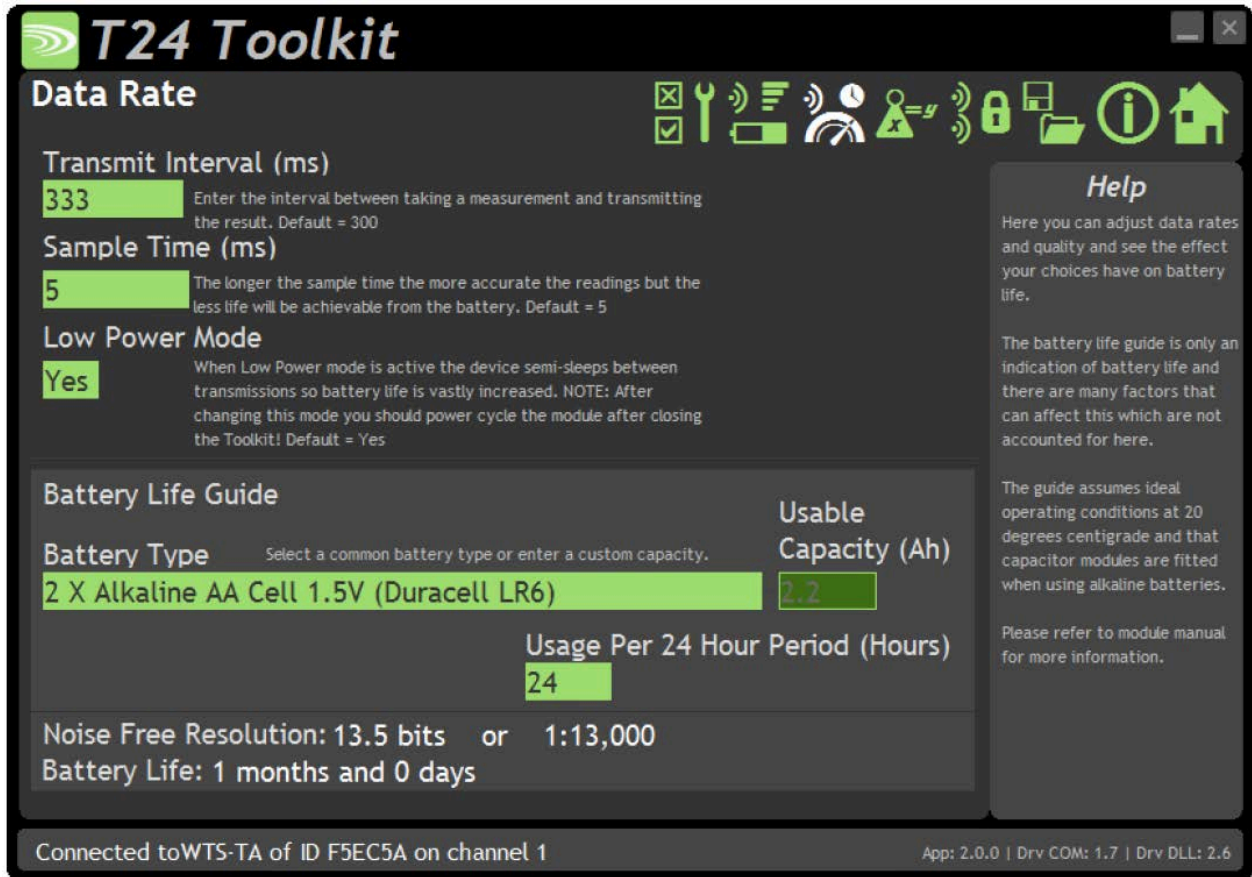 T24 Toolkit
Data Rate
x =y
Transmit Interval (ms)
333
Enter the interval between taking a measurement and transmitting
the result. Default = 300
Sample Time (ms)
5
The longer the sample time the more accurate the readings but the
less life will be achievable from the battery. Default = 5
Low Power Mode
Yes
When Low Power mode is active the device semi-sleeps between
transmissions so battery life is vastly increased. NOTE: After
changing this mode you should power cycle the module after closing
the Toolkit! Default = Yes
Battery Life Guide
Battery Type
Select a common battery type or enter a custom capacity.
Usable
Capacity (Ah)
2 X Alkaline AA Cell 1.5V (Duracell LR6)
2.2
Usage Per 24 Hour Period (Hours)
24
Noise Free Resolution: 13.5 bits or 1:13,000
Battery Life: 1 months and 0 days
Help
Here you can adjust data rates
and quality and see the effect
your choices have on battery
life.
The battery life guide is only an
indication of battery life and
there are many factors that
can affect this which are not
accounted for here.
The guide assumes ideal
operating conditions at 20
degrees centigrade and that
capacitor modules are fitted
when using alkaline batteries.
Please refer to module manual
for more information.
Connected toWTS-TA of ID F5EC5A on channel 1
App: 2.0.0 | Drv COM: 1.7 | Drv DLL: 2.6